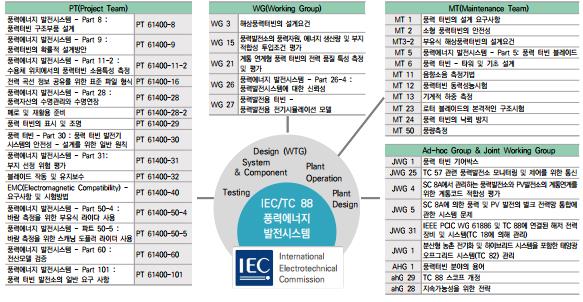 PT(Project Team)
풍력에너지 발전시스템 - Part 8 :
풍력터빈 구조부품 설계
PT 61400-8
풍력에너지 발전시스템 - Part 9 :
풍력터빈의 확률적 설계방안
PT 61400-9
풍력에너지 발전시스템 - Part 11-2 :
수용체 위치에서의 풍력터빈 소음특성 측정
PT 61400-11-2
전력 곡선 정보 공유를 위한 표준 파일 형식
PT 61400-16
풍력에너지 발전시스템 - Part 28 :
풍력자산의 수명관리와 수명연장
PT 61400-28
폐로 및 재활용 준비
PT 61400-28-2
풍력 터빈의 표시 및 조명
PT 61400-29
풍력 터빈 - Part 30 : 풍력 터빈 발전기
시스템의 안전성 - 설계를 위한 일반 원칙
PT 61400-30
풍력에너지 발전시스템 - Part 31:
부지 선정 위험 평가
PT 61400-31
블레이드 작동 및 유지보수
PT 61400-32
EMC(Electromagnetic Compatibility) -
요구사항 및 시험방법
PT 61400-40
풍력에너지 발전시스템 - Part 50-4 :
바람 측정을 위한 부유식 라이다 사용
PT 61400-50-4
풍력에너지 발전시스템 - 파트 50-5 :
바람 측정을 위한 스캐닝 도플러 라이다 사용
PT 61400-50-5
풍력에너지 발전시스템 - Part 60 :
전산모델 검증
PT 61400-60
풍력에너지 발전시스템 - Part 101 :
풍력 터빈 발전소의 일반 요구 사항
PT 61400-101
WG(Working Group)
WG 3 해상풍력터빈의 설계요건
WG 15 풍력발전소의 풍력자원, 에너지 생산량 및 부지
적합성 투입조건 평가
WG 21 계통 연계형 풍력 터빈의 전력 품질 특성 측정
및 평가
WG 26 풍력에너지 발전시스템 - Part 26-4 :
풍력에너지 발전시스템에 대한 신뢰성
WG 27 풍력발전용 터빈 -
풍력발전용 전기시뮬레이션 모델
Design (WTG)
System
& Component
Plant
Operation
Testing
Plant
Design
IEC/TC 88
풍력에너지
발전시스템
IEC
International
Electrotechnical
Commission
MT(Maintenance Team)
MT 1 풍력 터빈의 설계 요구사항
MT 2 소형 풍력터빈의 안전성
MT3-2 부유식 해상풍력터빈의 설계요건
MT 5 풍력에너지 발전시스템 - Part 5: 풍력 터빈 블레이드
MT 6 풍력 터빈 - 타워 및 기초 설계
MT 11 음향소음 측정기법
MT 12 풍력터빈 동력성능시험
MT 13 기계적 하중 측정
MT 23 로터 블레이드의 본격적인 구조시험
MT 24 풍력 터빈의 낙뢰 방지
MT 50 풍황측정
Ad-hoc Group & Joint Working Group
JWG 1 풍력 터빈 기어박스
JWG 25 TC 57 관련 풍력발전소 모니터링 및 제어를 위한 통신
JWG 4 SC 8A에서 관리하는 풍력발전소와 PV발전소의 계통연계를
위한 계통코드 적합성 평가
JWG 5 SC 8A에 의한 풍력 및 PV 발전의 벌크 전력망 통합에
관한 시스템 문제
JWG 31 IEEE PCIC WG 61886 및 TC 88에 연결된 해저 전력
장비 및 시스템(TC 18에 의해 관리)
JWG 1 분산형 농촌 전기화 및 하이브리드 시스템을 포함한 태양광
오프그리드 시스템(TC 82) 관리
AHG 1 풍력터빈 분야의 용어
ahG 29 TC 88 스코프 개정
ahG 28 지속가능성을 위한 전략